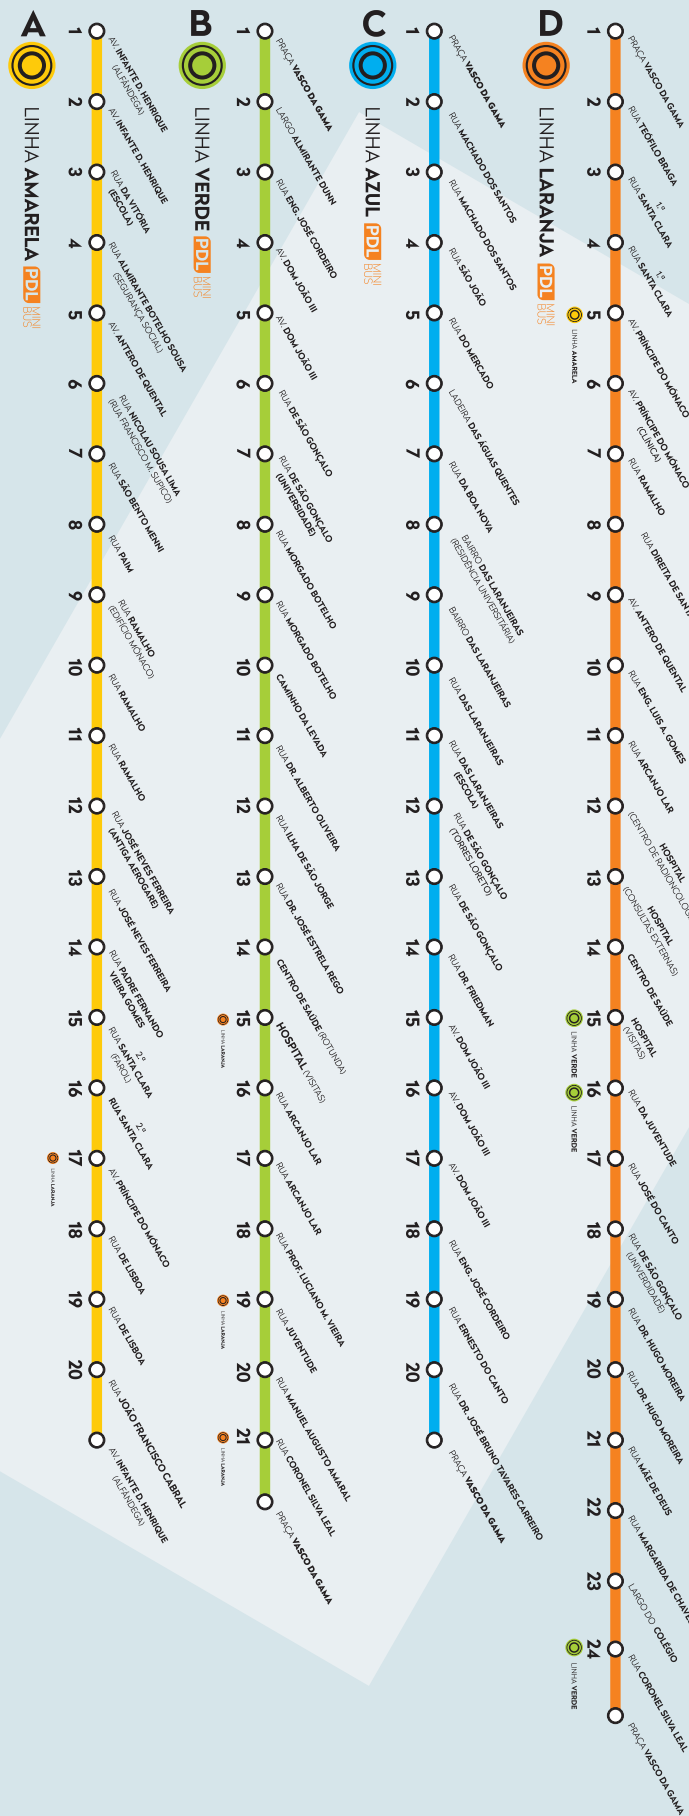 A
LINHA AMARELA PDL MINI
BUS
1
AV. INFANTE D. HENRIQUE
(ALFÂNDEGA)
2
AV. INFANTE D. HENRIQUE
3
RUA DA VITÓRIA
(ESCOLA)
4
RUA ALMIRANTE BOTELHO SOUSA
(SEGURANÇA SOCIAL)
5
AV. ANTERO DE QUENTAL
6
RUA NICOLAU SOUSA LIMA
(RUA FRANCISCO M. SUPICO)
7
RUA SÃO BENTO MENNI
8
RUA PAIM
9
RUA RAMALHO
(EDIFÍCIO MÓNACO)
10
RUA RAMALHO
11
RUA RAMALHO
12
RUA JOSÉ NEVES FERREIRA
(ANTIGA AEROGARE)
13
RUA JOSÉ NEVES FERREIRA
14
RUA PADRE FERNANDO
VIEIRA GOMES
15
2.ª
RUA SANTA CLARA
(FAROL)
16
2.ª
RUA SANTA CLARA
17
LINHA LARANJA
AV. PRÍNCIPE DO MÓNACO
18
RUA DE LISBOA
19
RUA DE LISBOA
20
RUA JOÃO FRANCISCO CABRAL
AV. INFANTE D. HENRIQUE
(ALFÂNDEGA)
B
LINHA VERDE PDL MINI
BUS
1
PRAÇA VASCO DA GAMA
2
LARGO ALMIRANTE DUNN
3
RUA ENG. JOSÉ CORDEIRO
4
AV. DOM JOÃO III
5
AV. DOM JOÃO III
6
RUA DE SÃO GONÇALO
7
RUA DE SÃO GONÇALO
(UNIVERSIDADE)
8
RUA MORGADO BOTELHO
9
RUA MORGADO BOTELHO
10
CAMINHO DA LEVADA
11
RUA DR. ALBERTO OLIVEIRA
12
RUA ILHA DE SÃO JORGE
13
RUA DR. JOSÉ ESTRELA REGO
14
CENTRO DE SAÚDE (ROTUNDA)
15
LINHA LARANJA
HOSPITAL (VISITAS)
16
RUA ARCANJO LAR
17
RUA ARCANJO LAR
18
RUA PROF. LUCIANO M. VIEIRA
19
LINHA LARANJA
RUA JUVENTUDE
20
RUA MANUEL AUGUSTO AMARAL
21
LINHA LARANJA
RUA CORONEL SILVA LEAL
PRAÇA VASCO DA GAMA
C
LINHA AZUL PDL MINI
BUS
1
PRAÇA VASCO DA GAMA
2
RUA MACHADO DOS SANTOS
3
RUA MACHADO DOS SANTOS
4
RUA SÃO JOÃO
5
RUA DO MERCADO
6
LADEIRA DAS ÁGUAS QUENTES
7
RUA DA BOA NOVA
8
BAIRRO DAS LARANJEIRAS
(RESIDÊNCIA UNIVERSITÁRIA)
9
BAIRRO DAS LARANJEIRAS
10
RUA DAS LARANJEIRAS
11
RUA DAS LARANJEIRAS
(ESCOLA)
12
RUA DE SÃO GONÇALO
(TORRES LORETO)
13
RUA DE SÃO GONÇALO
14
RUA DR. FRIEDMAN
15
AV. DOM JOÃO III
16
AV. DOM JOÃO III
17
AV. DOM JOÃO III
18
RUA ENG. JOSÉ CORDEIRO
19
RUA ERNESTO DO CANTO
20
RUA DR. JOSÉ BRUNO TAVARES CARREIRO
PRAÇA VASCO DA GAMA
D
LINHA LARANJA PDL MINI
BUS
1
PRAÇA VASCO DA GAMA
2
RUA TEÓFILO BRAGA
3
1.ª
RUA SANTA CLARA
4
1.ª
RUA SANTA CLARA
5
LINHA AMARELA
AV. PRÍNCIPE DO MÓNACO
6
AV. PRÍNCIPE DO MÓNACO
(CLÍNICA)
7
RUA RAMALHO
8
RUA DIREITA DE SANT
9
AV. ANTERO DE QUENTAL
10
RUA ENG. LUIS A. GOMES
11
RUA ARCANJO LAR
12
HOSPITAL
(CENTRO DE RADIONCOLOG
13
HOSPITAL
(CONSULTAS EXTERNAS)
14
CENTRO DE SAÚDE
15
LINHA VERDE
HOSPITAL
(VISITAS)
16
LINHA VERDE
RUA DA JUVENTUDE
17
RUA JOSÉ DO CANTO
18
RUA DE SÃO GONÇALO
(UNIVERDIDADE)
19
RUA DR. HUGO MOREIRA
20
RUA DR. HUGO MOREIRA
21
RUA MÃE DE DEUS
22
RUA MARGARIDA DE CHAVE
23
LARGO DO COLÉGIO
24
LINHA VERDE
RUA CORONEL SILVA LEAL
PRAÇA VASCO DA GAMA